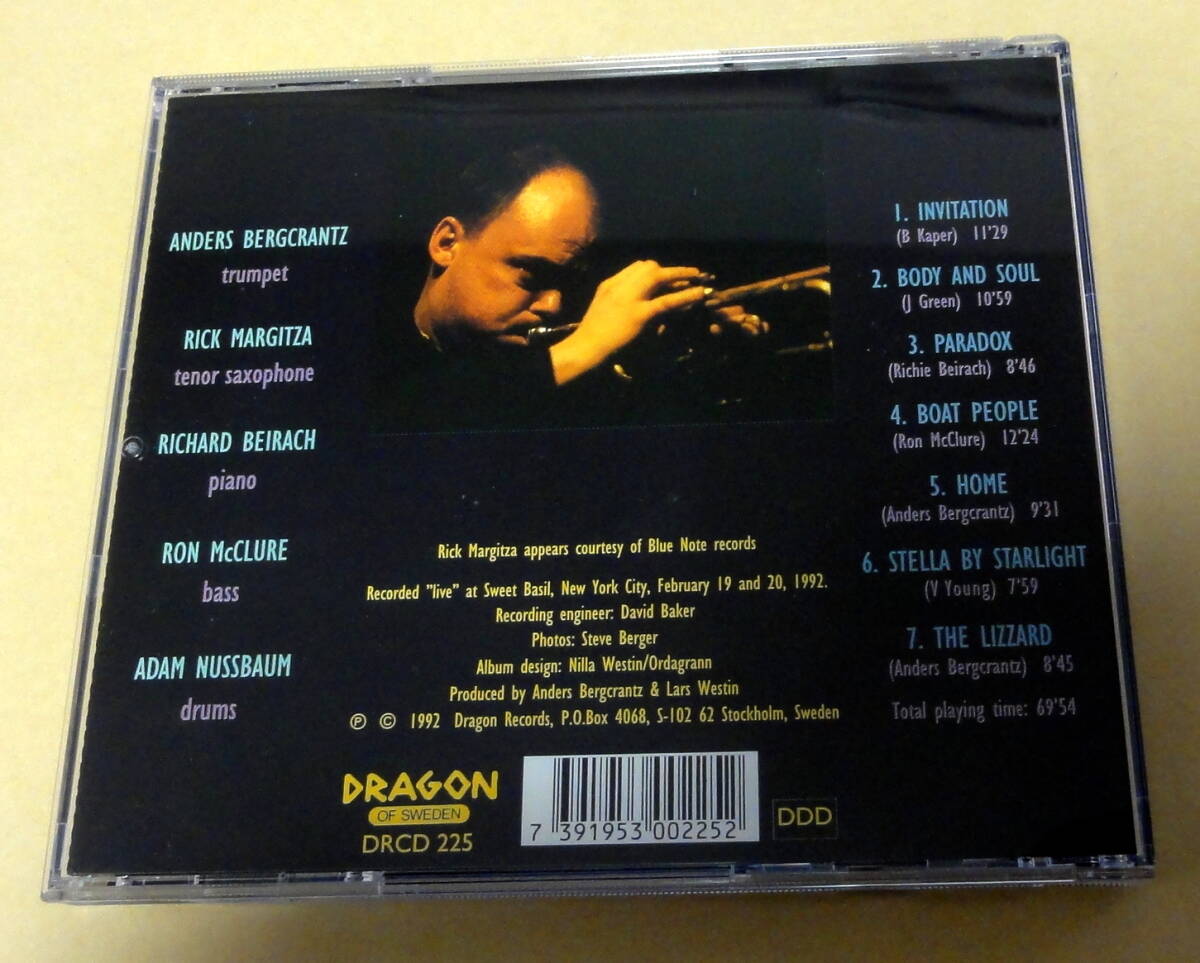 ANDERS BERGCRANTZ
trumpet
RICK MARGITZA
tenor saxophone
RICHARD BEIRACH
piano
RON McCLURE
bass
ADAM NUSSBAUM
drums
1. INVITATION
(B Kaper) 11'29
2. BODY AND SOUL
(J Green) 10'59
3. PARADOX
(Richie Beirach) 8'46
4. BOAT PEOPLE
(Ron McClure) 12'24
5. HOME
(Anders Bergcrantz) 9'31
6. STELLA BY STARLIGHT
(V Young) 7'59
7. THE LIZZARD
(Anders Bergcrantz) 8'45
Total playing time: 69'54
Rick Margitza appears courtesy of Blue Note records
Recorded "live" at Sweet Basil, New York City, February 19 and 20, 1992.
Recording engineer: David Baker
Photos: Steve Berger
Album design: Nilla Westin/Ordagrann
Produced by Anders Bergcrantz & Lars Westin
℗ © 1992 Dragon Records, P.O.Box 4068, S-102 62 Stockholm, Sweden
DRAGON
OF SWEDEN
DRCD 225
7 391953 002252
DDD